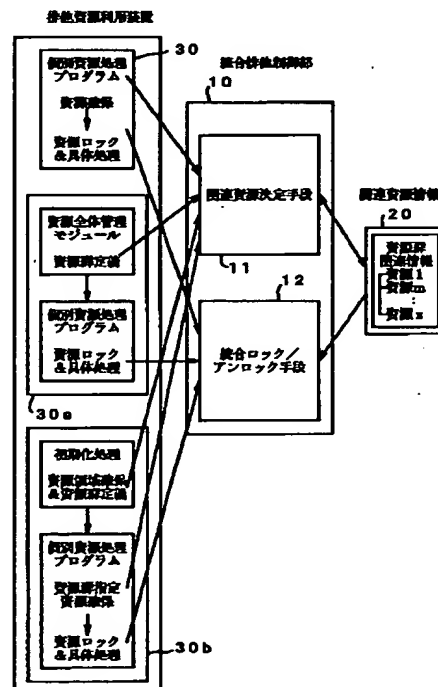 排他資源利用装置
30
個別資源処理
プログラム
資源確保
資源ロック
&具体処理
資源全体管理
モジュール
資源群定義
個別資源処理
プログラム
資源ロック
&具体処理
30a
初期化処理
資源領域確保
&資源群定義
個別資源処理
プログラム
資源群指定
資源確保
資源ロック
&具体処理
30b
統合排他制御部
10
関連資源決定手段
11
12
統合ロック/
アンロック手段
関連資源情報
20
資源群
関連情報
資源l
資源m
:
資源z